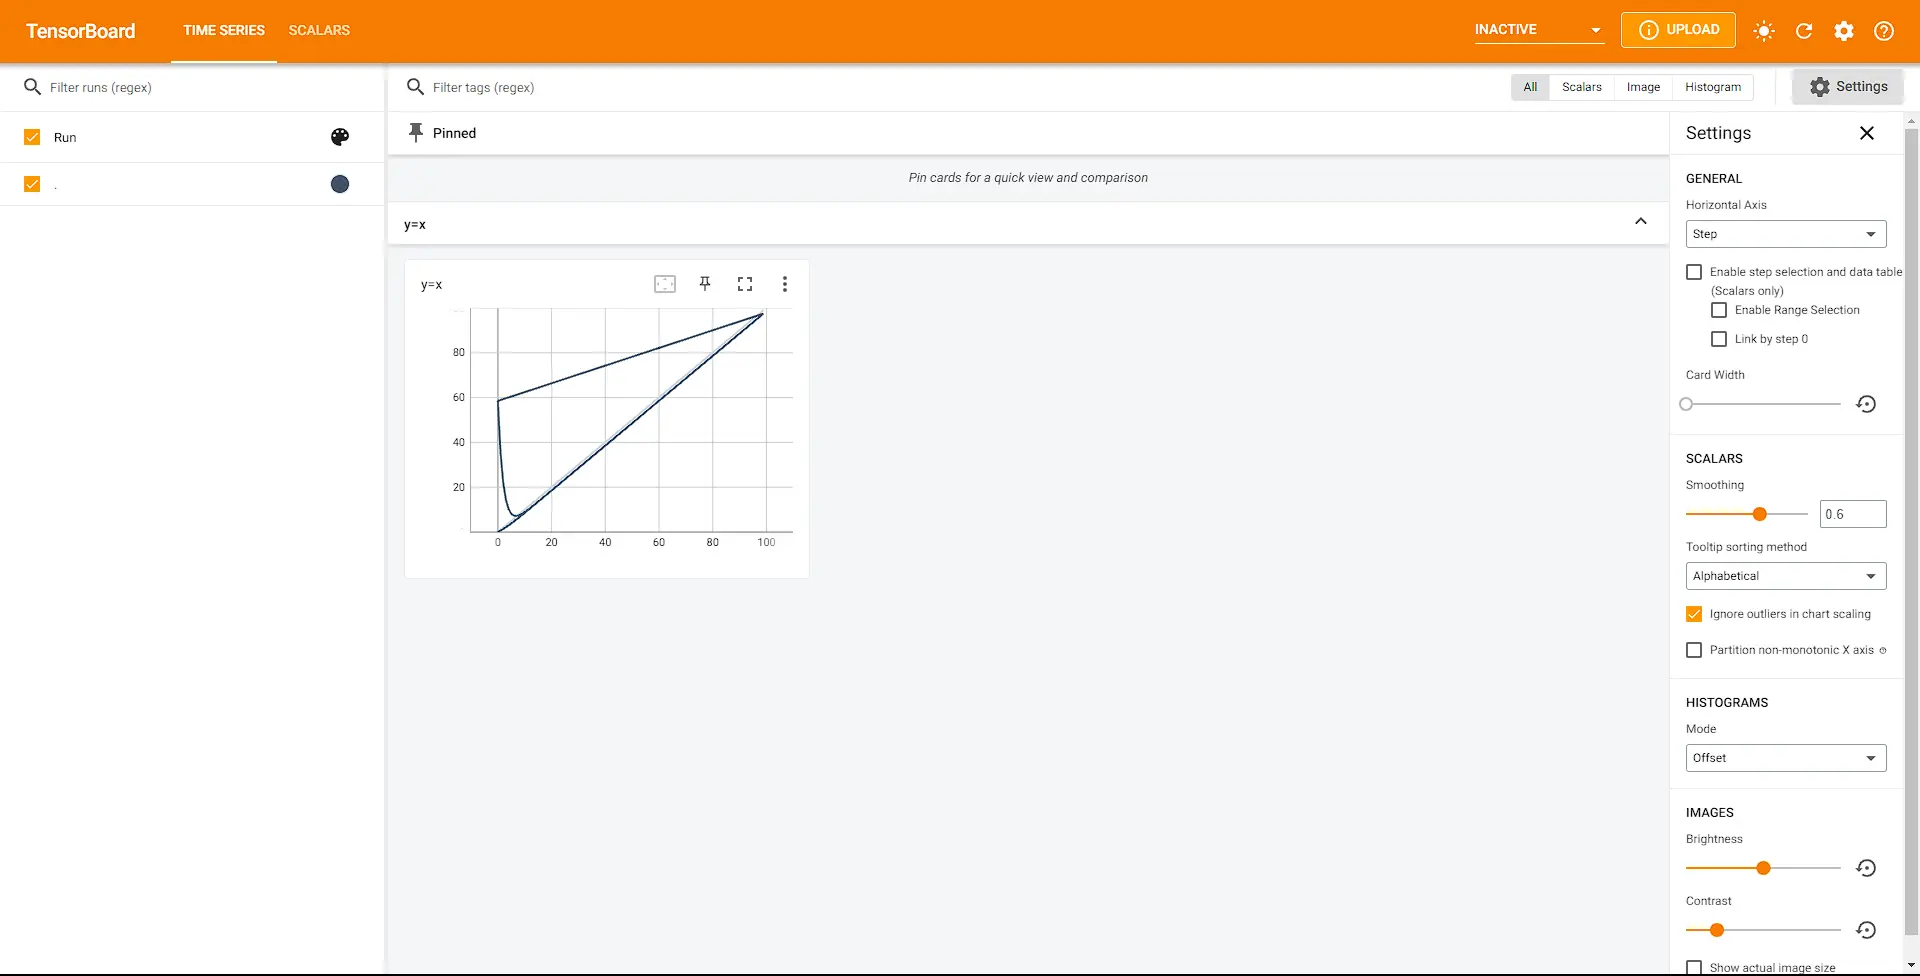 TensorBoard TIME SERIES SCALARS INACTIVE UPLOAD
Filter runs (regex)
Run
.
Filter tags (regex)
All Scalars Image Histogram Settings
Pinned
Pin cards for a quick view and comparison
y=x
y=x
80
60
40
20
0 20 40 60 80 100
Settings
GENERAL
Horizontal Axis
Step
Enable step selection and data table
(Scalars only)
Enable Range Selection
Link by step 0
Card Width
SCALARS
Smoothing
0.6
Tooltip sorting method
Alphabetical
Ignore outliers in chart scaling
Partition non-monotonic X axis
HISTOGRAMS
Mode
Offset
IMAGES
Brightness
Contrast
Show actual image size